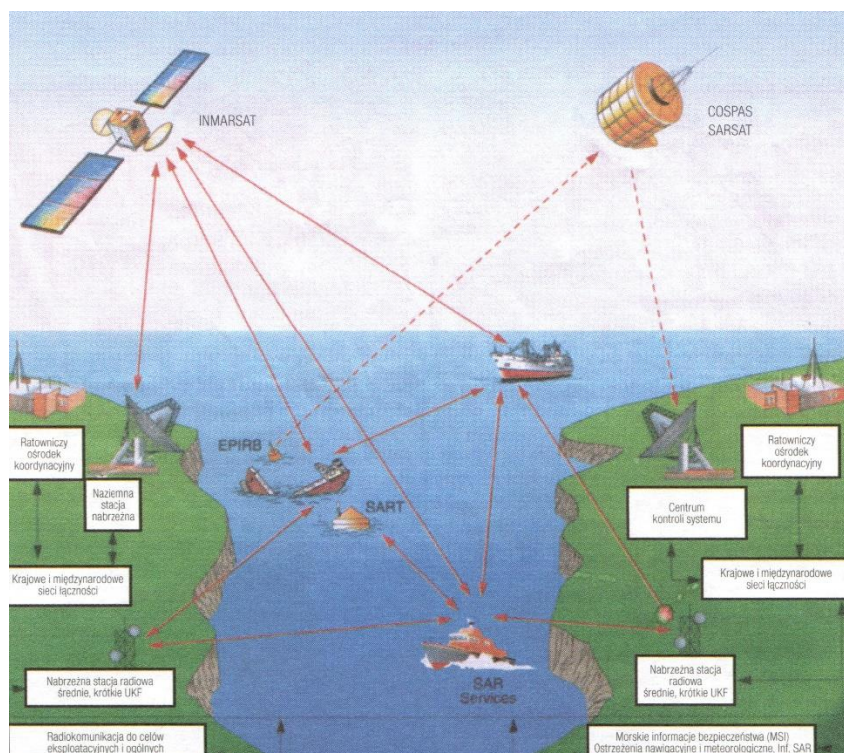 INMARSAT
COSPAS
SARSAT
EPIRB
SART
SAR
Services
Ratowniczy
ośrodek
koordynacyjny
Naziemna
stacja
nabrzeżna
Krajowe i międzynarodowe
sieci łączności
Nabrzeżna stacja radiowa
średnie, krótkie UKF
Radiokomunikacja do celów
eksploatacyjnych i ogólnych
Ratowniczy
ośrodek
koordynacyjny
Centrum
kontroli systemu
Krajowe i międzynarodowe
sieci łączności
Nabrzeżna stacja
radiowa
średnie, krótkie UKF
Morskie informacje bezpieczeństwa (MSI)
Ostrzeżenia nawigacyjne i meteorologiczne, Inf. SAR